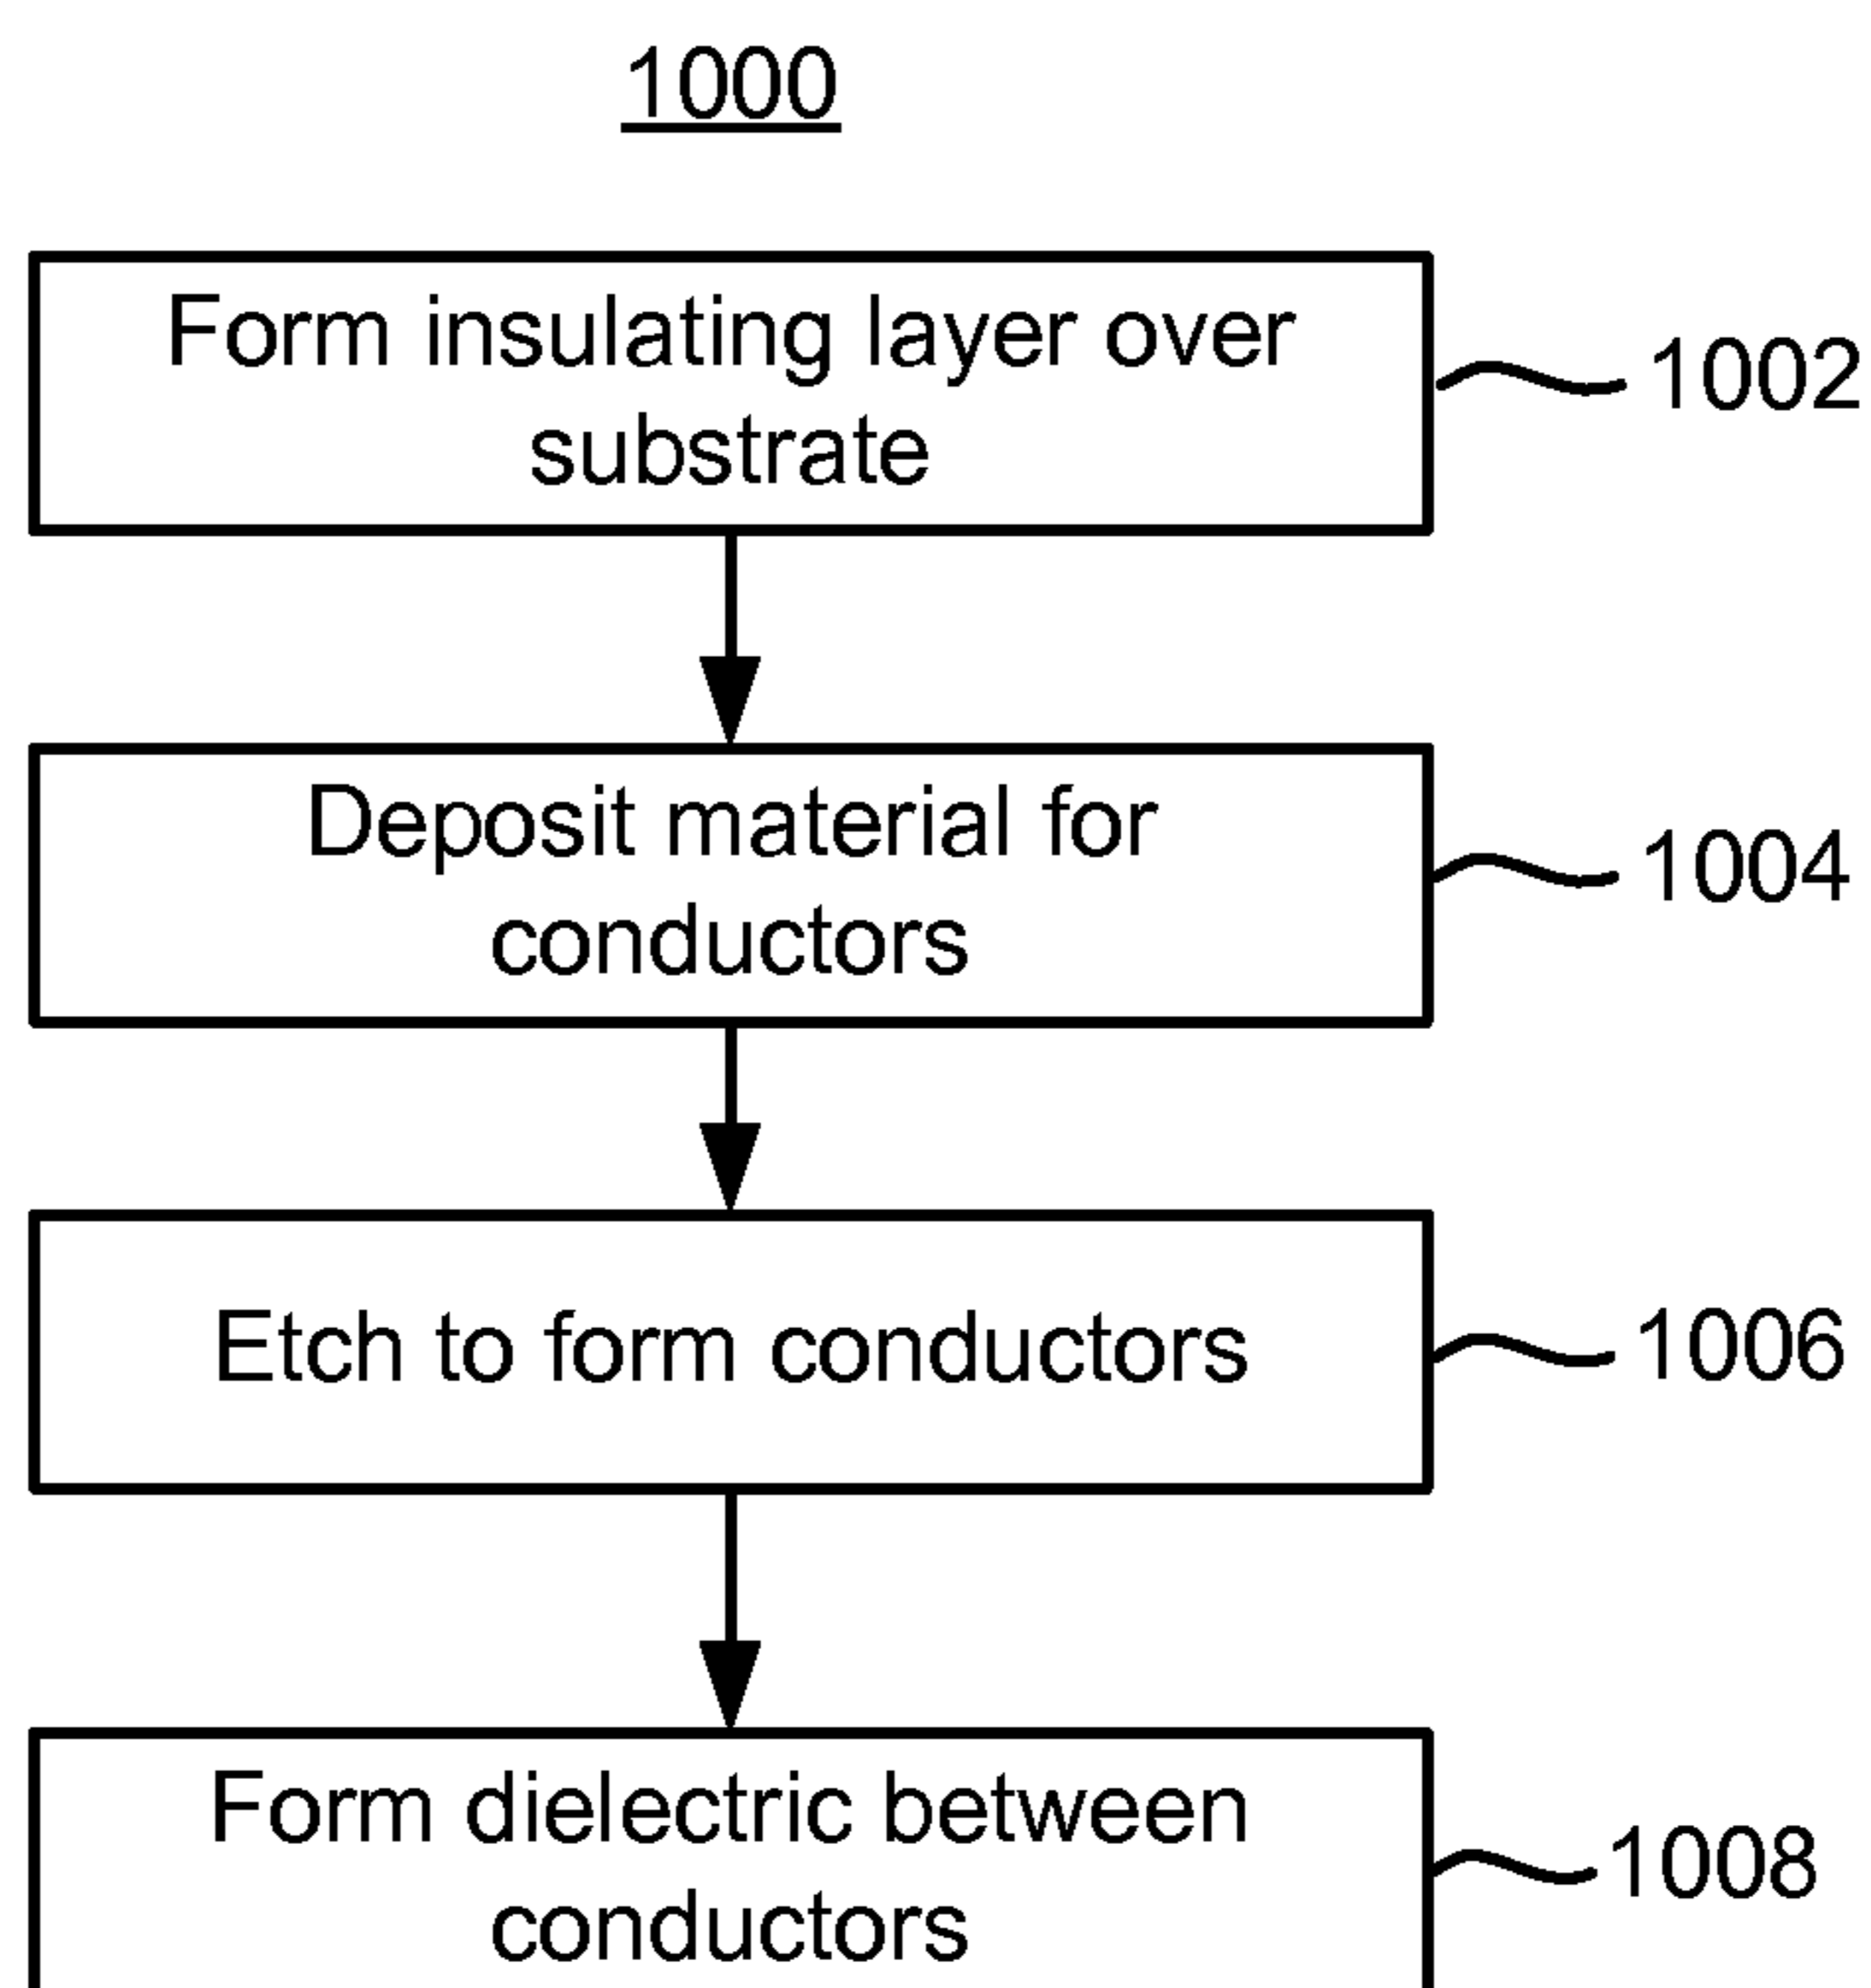 1000
Form insulating layer over
substrate
1002
Deposit material for
conductors
1004
Etch to form conductors
1006
Form dielectric between
conductors
1008